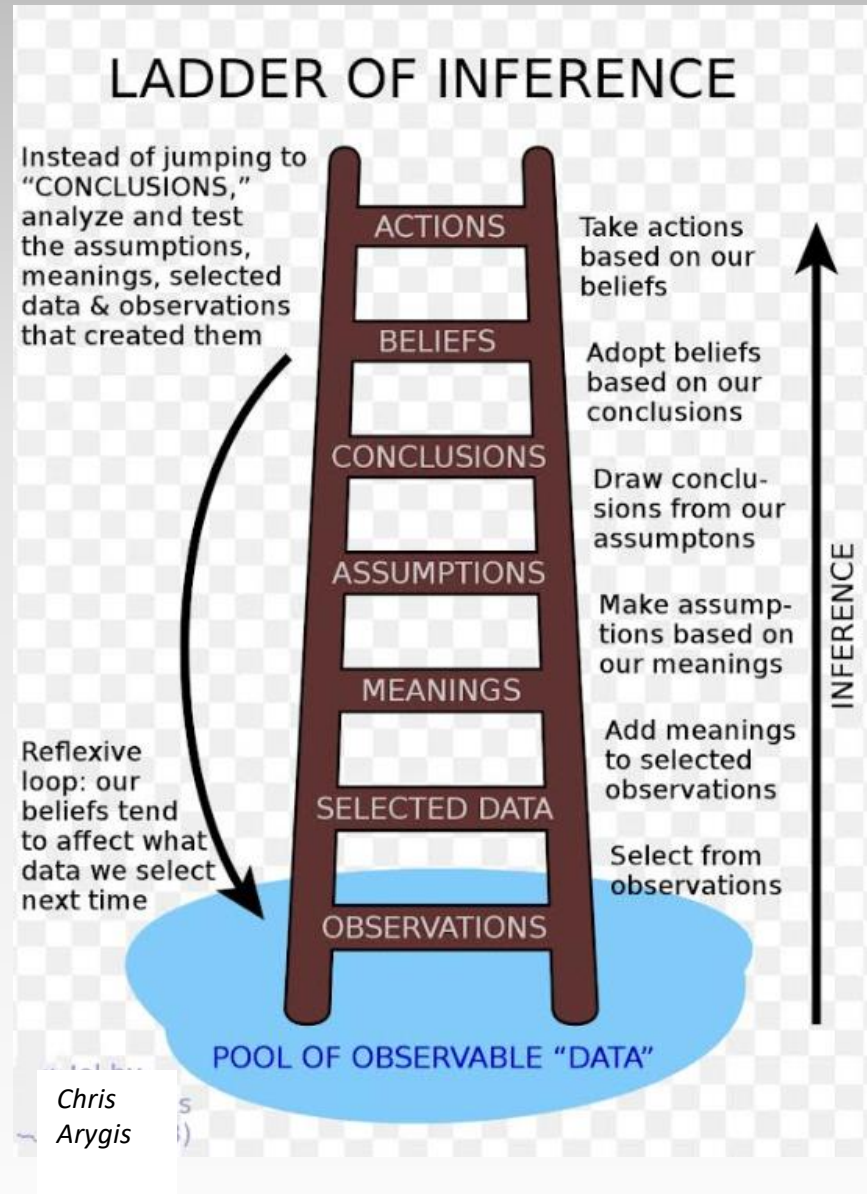 LADDER OF INFERENCE
Instead of jumping to
“CONCLUSIONS,”
analyze and test
the assumptions,
meanings, selected
data & observations
that created them
ACTIONS
Take actions
based on our
beliefs
BELIEFS
Adopt beliefs
based on our
conclusions
CONCLUSIONS
Draw conclu-
sions from our
assumptons
ASSUMPTIONS
Make assump-
tions based on
our meanings
INFERENCE
MEANINGS
Add meanings
to selected
observations
Reflexive
loop: our
beliefs tend
to affect what
data we select
next time
SELECTED DATA
Select from
observations
OBSERVATIONS
POOL OF OBSERVABLE “DATA”
Chris
Arygis